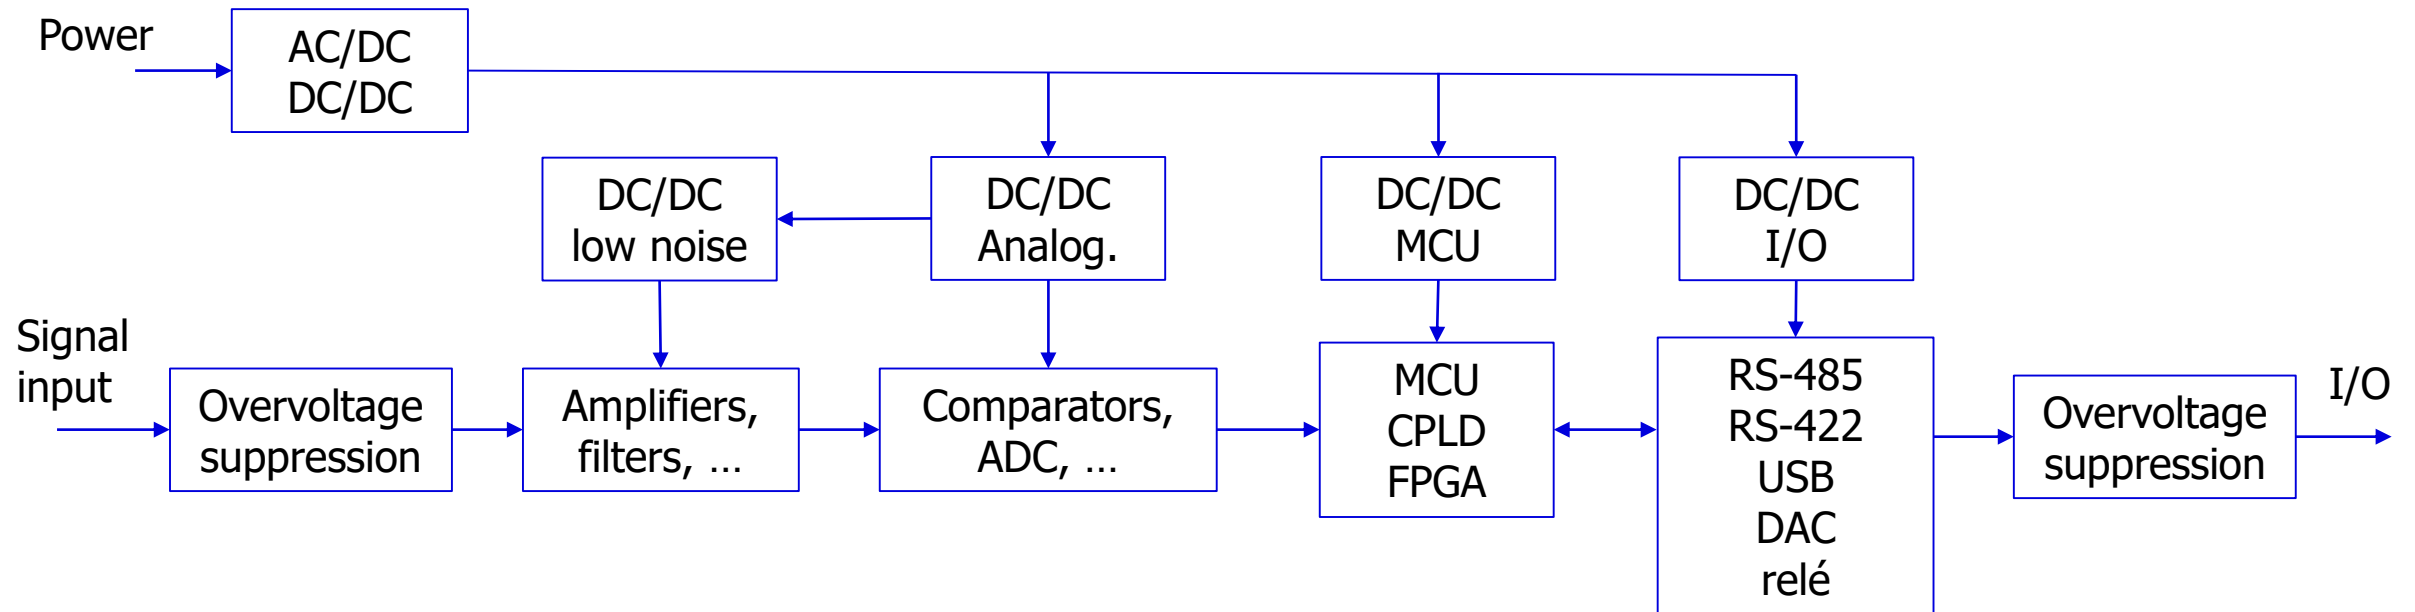 Power
AC/DC
DC/DC
DC/DC
low noise
DC/DC
Analog.
DC/DC
MCU
DC/DC
I/O
Signal
input
Overvoltage
suppression
Amplifiers,
filters, ...
Comparators,
ADC, ...
MCU
CPLD
FPGA
RS-485
RS-422
USB
DAC
relé
Overvoltage
suppression
I/O